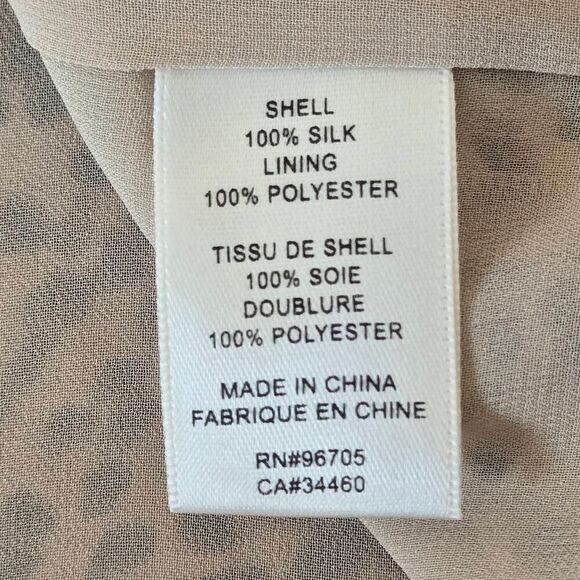 SHELL
100% SILK
LINING
100% POLYESTER
TISSU DE SHELL
100% SOIE
DOUBLURE
100% POLYESTER
MADE IN CHINA
FABRIQUE EN CHINE
RN#96705
CA#34460